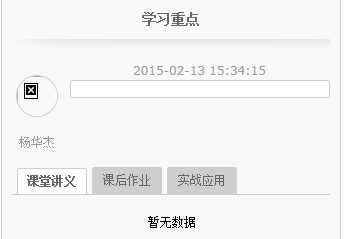 学习重点
2015-02-13 15:34:15
杨华杰
课堂讲义 课后作业 实战应用
暂无数据